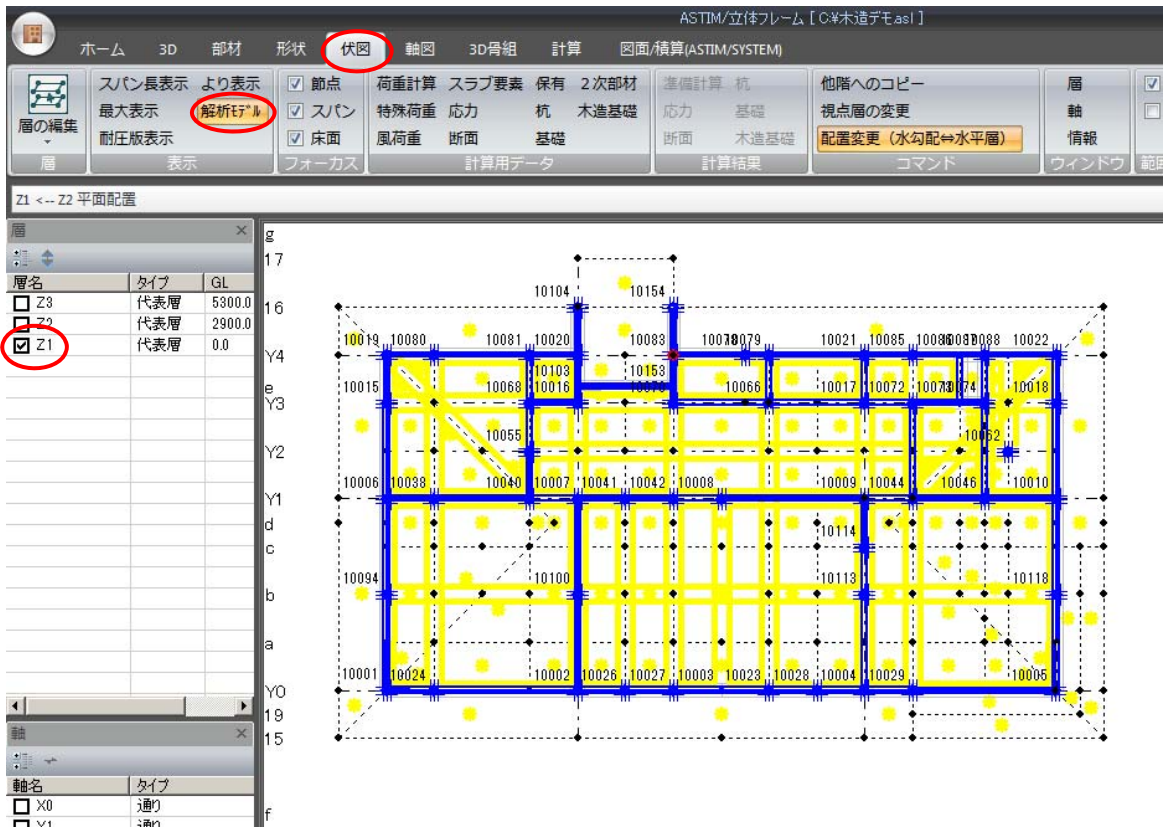 ASTIM/立体フレーム [ C:¥木造デモ.asl ]
ホーム 3D 部材 形状 伏図 軸図 3D骨組 計算 図面/積算(ASTIM/SYSTEM)
スパン長表示 より表示 節点 荷重計算 スラブ要素 保有 2次部材 準備計算 杭 他階へのコピー 層
層の編集 最大表示 解析ﾓﾃﾞﾙ スパン 特殊荷重 応力 杭 木造基礎 応力 基礎 視点層の変更 軸
耐圧版表示 床面 風荷重 断面 基礎 断面 木造基礎 配置変更(水勾配⇔水平層) 情報
層 表示 フォーカス 計算用データ 計算結果 コマンド ウィンドウ 範囲
Z1 <-- Z2 平面配置
層
層名 タイプ GL
Z3 代表層 5300.0
Z2 代表層 2900.0
Z1 代表層 0.0
軸
軸名 タイプ
X0 通り
Y1 通り
g
17
10104 10154
16
10019 10080 10081 10020 10083 10079 10021 10085 10088 10022
Y4
10103 10153
e 10015 10068 10016 10066 10017 10072 10018
Y3
10055 10062
Y2
10006 10038 10040 10007 10041 10042 10008 10009 10044 10046 10010
Y1
d
10114
c
10094 10100 10113 10118
b
a
10001 10024 10002 10026 10027 10003 10023 10028 10004 10029 10005
Y0
19
15
f